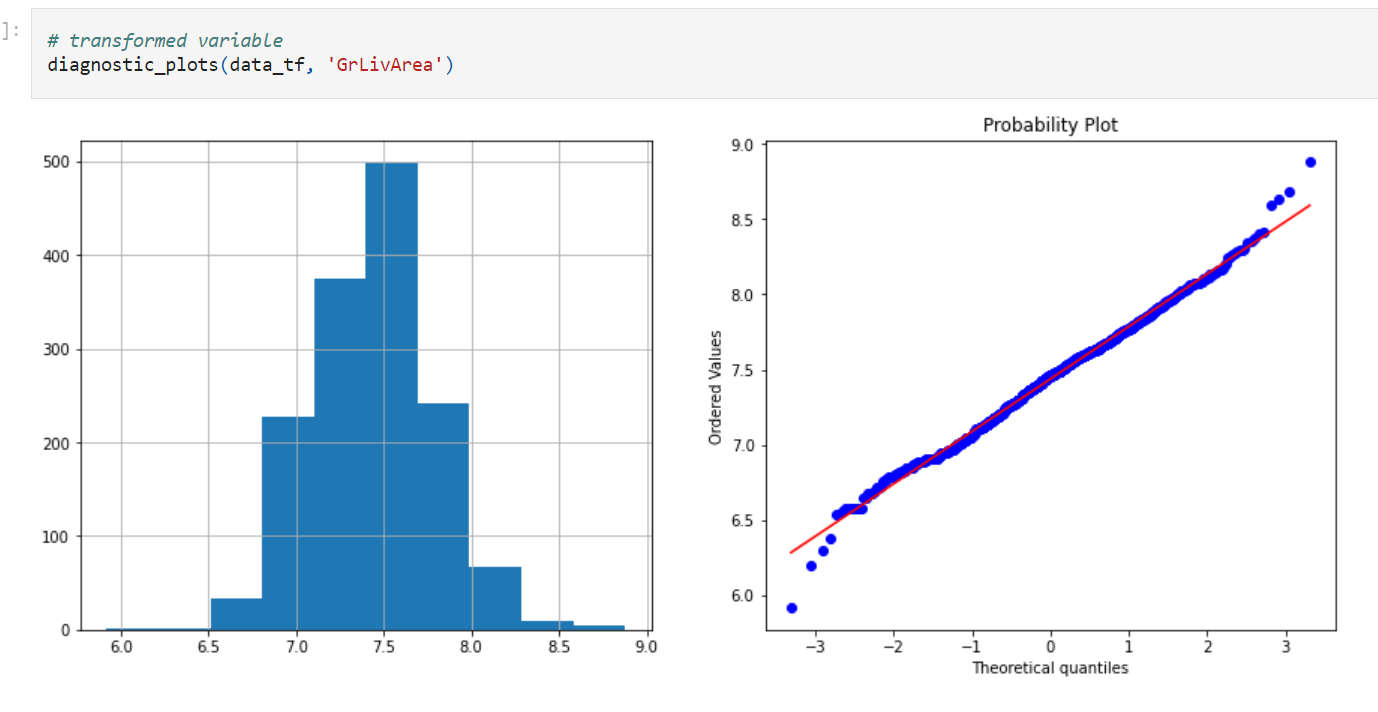 ]:
# transformed variable
diagnostic_plots(data_tf, 'GrLivArea')
500
400
300
200
100
0
6.0 6.5 7.0 7.5 8.0 8.5 9.0
Probability Plot
9.0
8.5
8.0
7.5
7.0
6.5
6.0
Ordered Values
−3 −2 −1 0 1 2 3
Theoretical quantiles